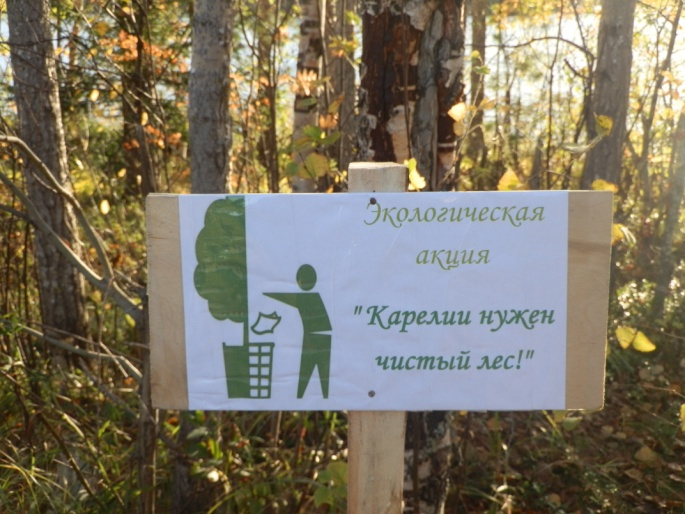 Экологическая
акция
"Карелии нужен
чистый лес!"